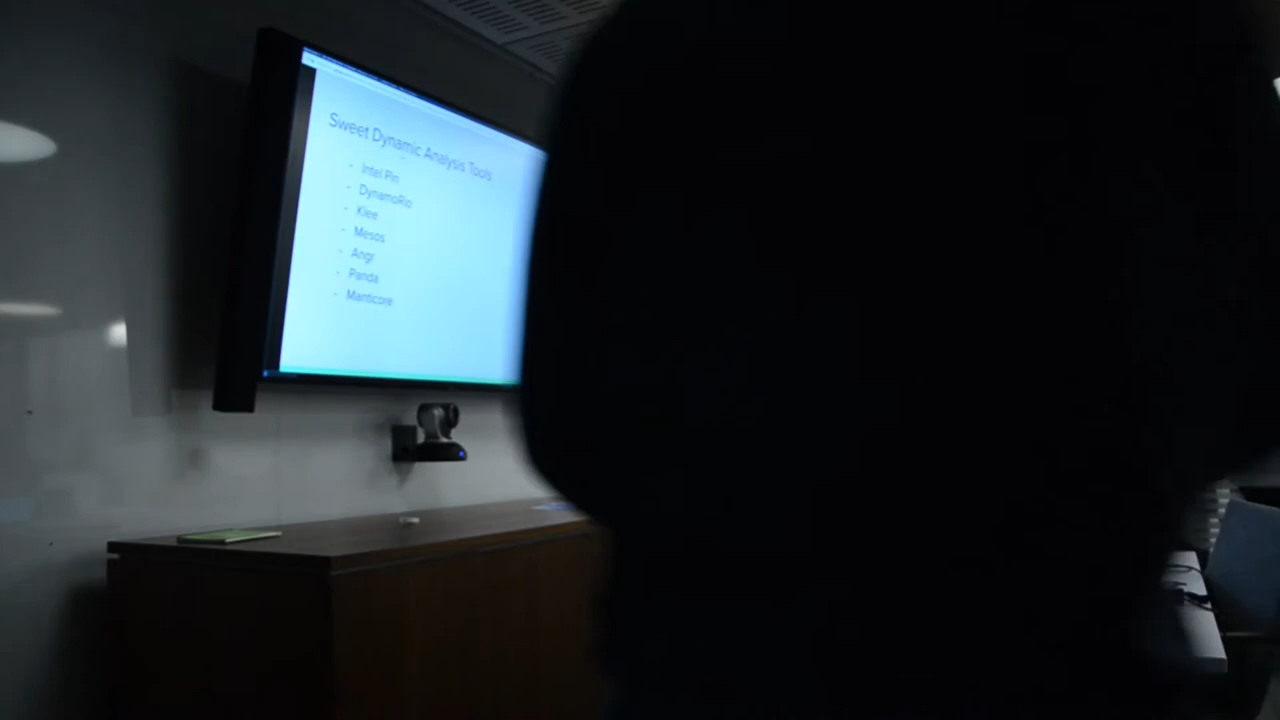 Sweet Dynamic Analysis Tools
- Intel Pin
- DynamoRio
- Klee
- Mesos
- Angr
- Panda
- Manticore